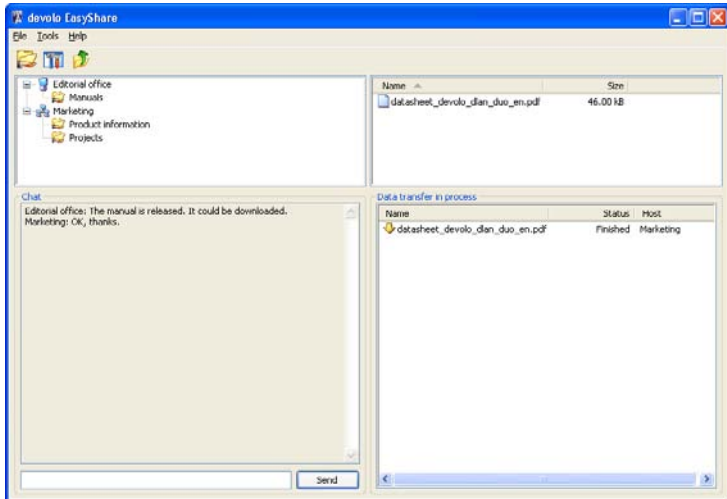 devolo EasyShare
File Tools Help
Editorial office
Manuals
Marketing
Product information
Projects
Name Size
datasheet_devolo_dlan_duo_en.pdf 46.00 kB
Chat
Editorial office: The manual is released. It could be downloaded.
Marketing: OK, thanks.
Send
Data transfer in process
Name Status Host
datasheet_devolo_dlan_duo_en.pdf Finished Marketing